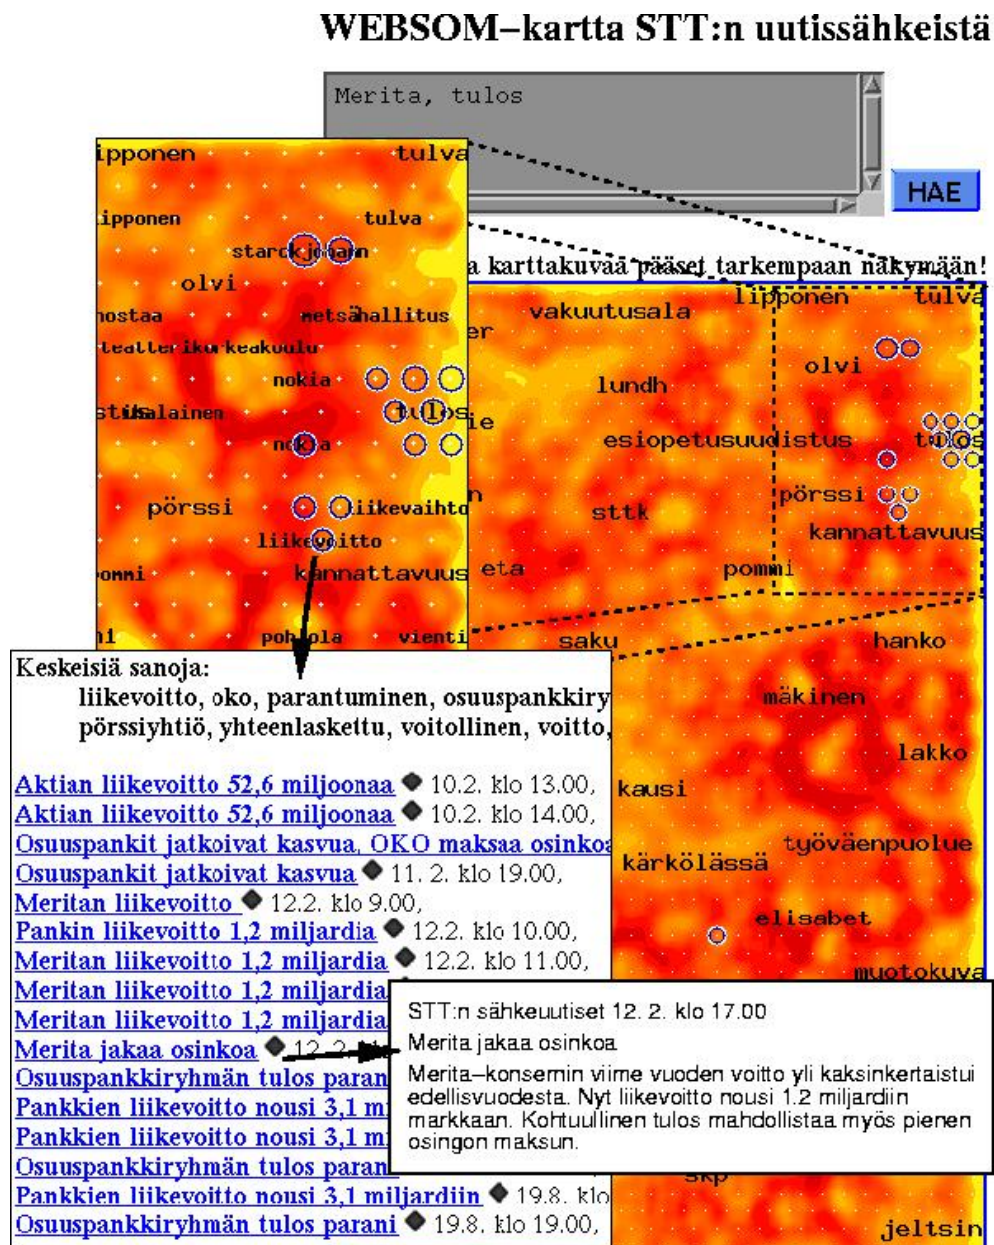 WEBSOM–kartta STT:n uutissähkeistä
Merita, tulos
HAE
a karttakuvaa pääset tarkempaan näkymään!
ipponen tulva
ipponen tulva
starckjohann
olvi
nostaa metsähallitus
teatterikorkeakoulu
nokia
ihalainen tulos
nokia
pörssi liikevaihto
liikevoitto
ommi kannattavuus
pohjola vienti
lipponen tulva
vakuutusala
er
olvi
lundh
ie
esiopetusuudistus tulos
n
pörssi
sttk
kannattavuus
eta pommi
saku hanko
mäkinen
lakko
kausi
työväenpuolue
kärkölässä
elisabet
muotokuva
skp
jeltsin
Keskeisiä sanoja:
liikevoitto, oko, parantuminen, osuuspankkiry
pörssiyhtiö, yhteenlaskettu, voitollinen, voitto,
Aktian liikevoitto 52,6 miljoonaa ◆ 10.2. klo 13.00,
Aktian liikevoitto 52,6 miljoonaa ◆ 10.2. klo 14.00,
Osuuspankit jatkoivat kasvua, OKO maksaa osinkoa
Osuuspankit jatkoivat kasvua ◆ 11. 2. klo 19.00,
Meritan liikevoitto ◆ 12.2. klo 9.00,
Pankin liikevoitto 1,2 miljardia ◆ 12.2. klo 10.00,
Meritan liikevoitto 1,2 miljardia ◆ 12.2. klo 11.00,
Meritan liikevoitto 1,2 miljardia
Meritan liikevoitto 1,2 miljardia
Merita jakaa osinkoa ◆ 12. 2.
Osuuspankkiryhmän tulos paran
Pankkien liikevoitto nousi 3,1 m
Pankkien liikevoitto nousi 3,1 m
Osuuspankkiryhmän tulos paran
Pankkien liikevoitto nousi 3,1 miljardiin ◆ 19.8. klo
Osuuspankkiryhmän tulos parani ◆ 19.8. klo 19.00,
STT:n sähkeuutiset 12. 2. klo 17.00
Merita jakaa osinkoa
Merita–konsernin viime vuoden voitto yli kaksinkertaistui
edellisvuodesta. Nyt liikevoitto nousi 1.2 miljardiin
markkaan. Kohtuullinen tulos mahdollistaa myös pienen
osingon maksun.